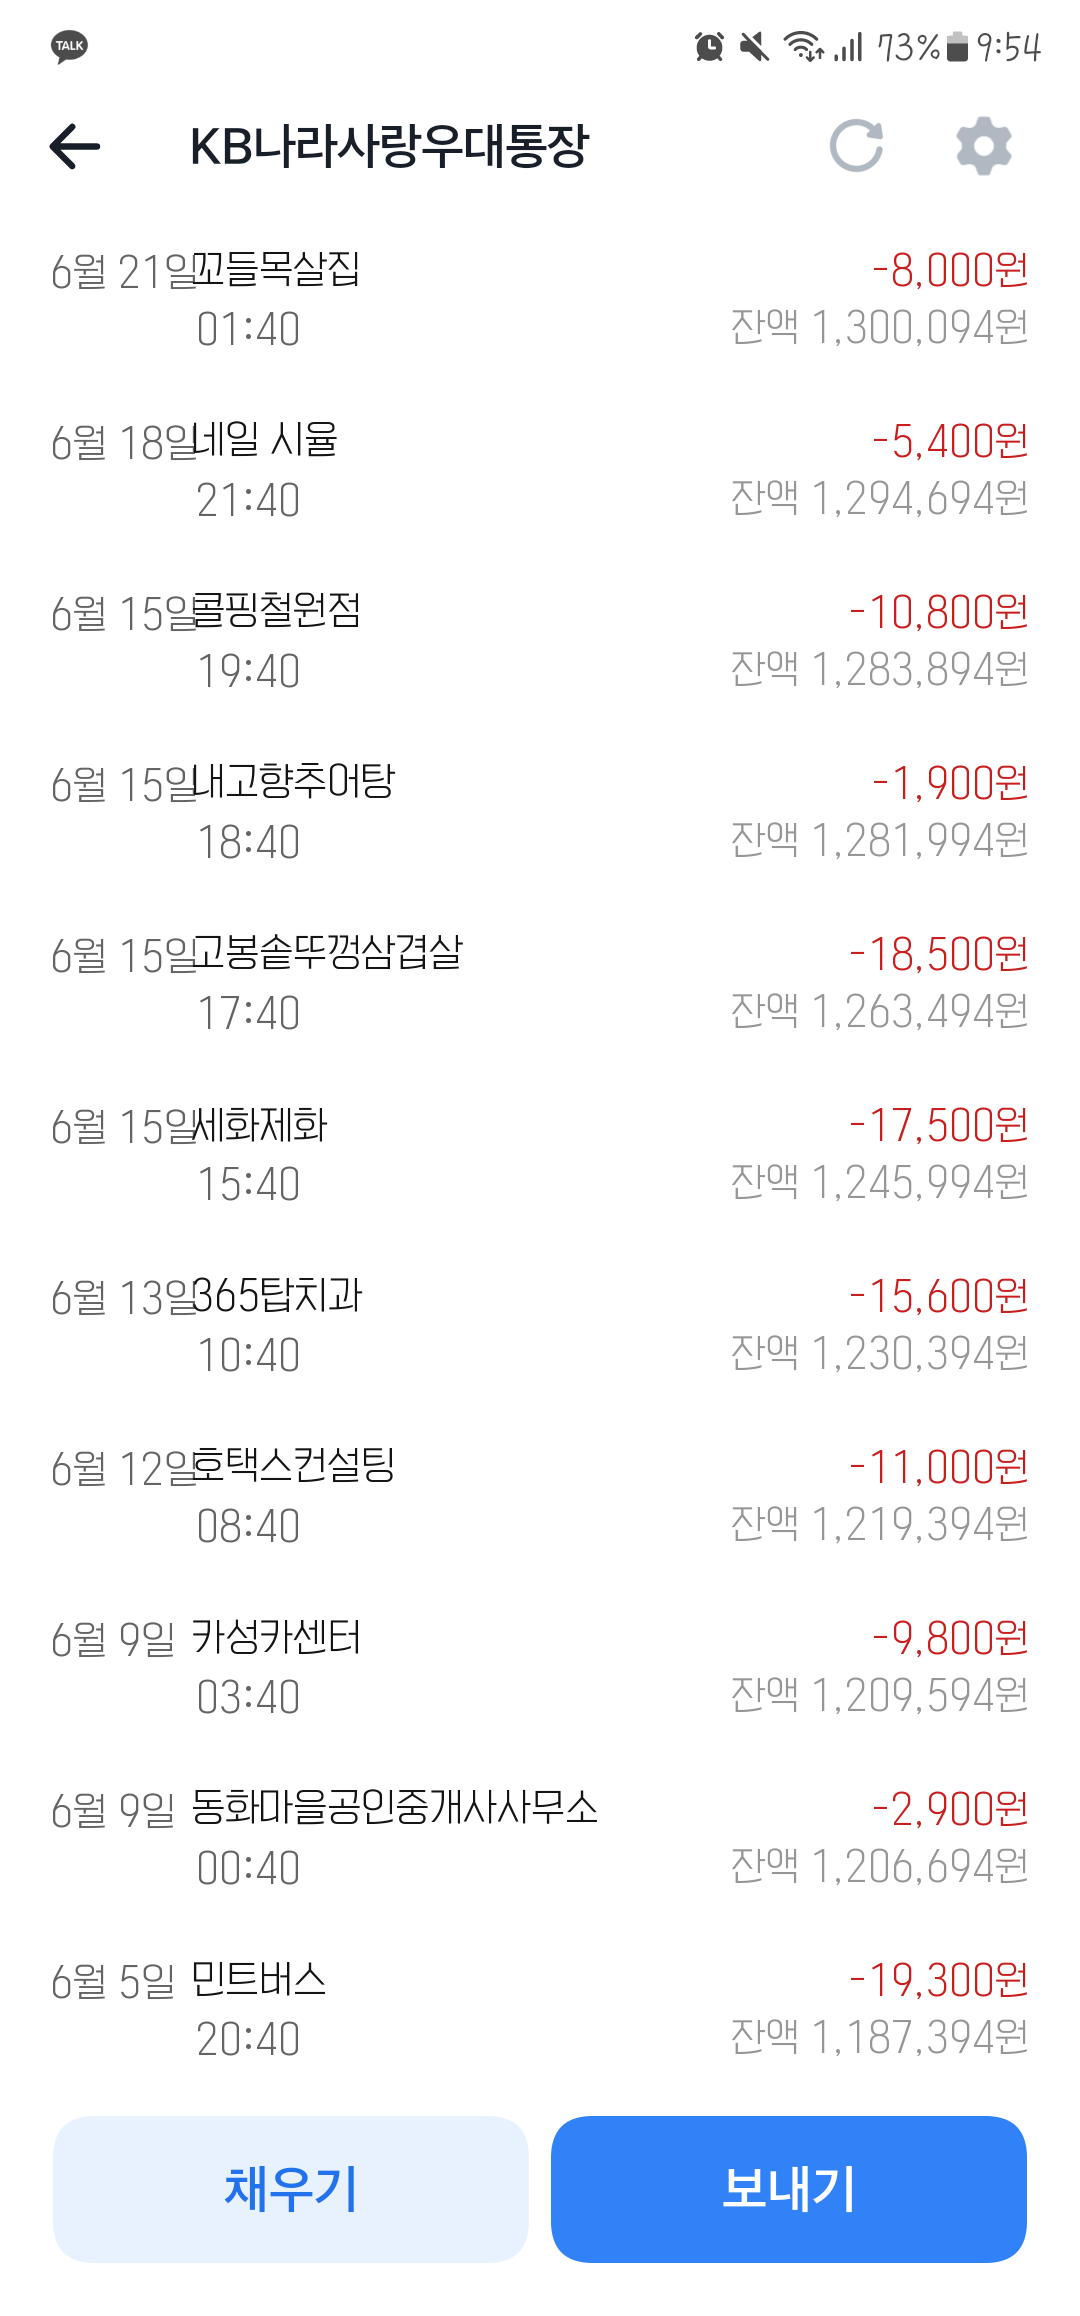 TALK 73% 9:54
KB나라사랑우대통장
6월 21일 꼬들목살집 -8,000원
01:40 잔액 1,300,094원
6월 18일 네일 시율 -5,400원
21:40 잔액 1,294,694원
6월 15일 콜핑철원점 -10,800원
19:40 잔액 1,283,894원
6월 15일 내고향추어탕 -1,900원
18:40 잔액 1,281,994원
6월 15일 고봉솥뚜껑삼겹살 -18,500원
17:40 잔액 1,263,494원
6월 15일 세화제화 -17,500원
15:40 잔액 1,245,994원
6월 13일 365탑치과 -15,600원
10:40 잔액 1,230,394원
6월 12일 호택스컨설팅 -11,000원
08:40 잔액 1,219,394원
6월 9일 카성카센터 -9,800원
03:40 잔액 1,209,594원
6월 9일 동화마을공인중개사사무소 -2,900원
00:40 잔액 1,206,694원
6월 5일 민트버스 -19,300원
20:40 잔액 1,187,394원
채우기 보내기